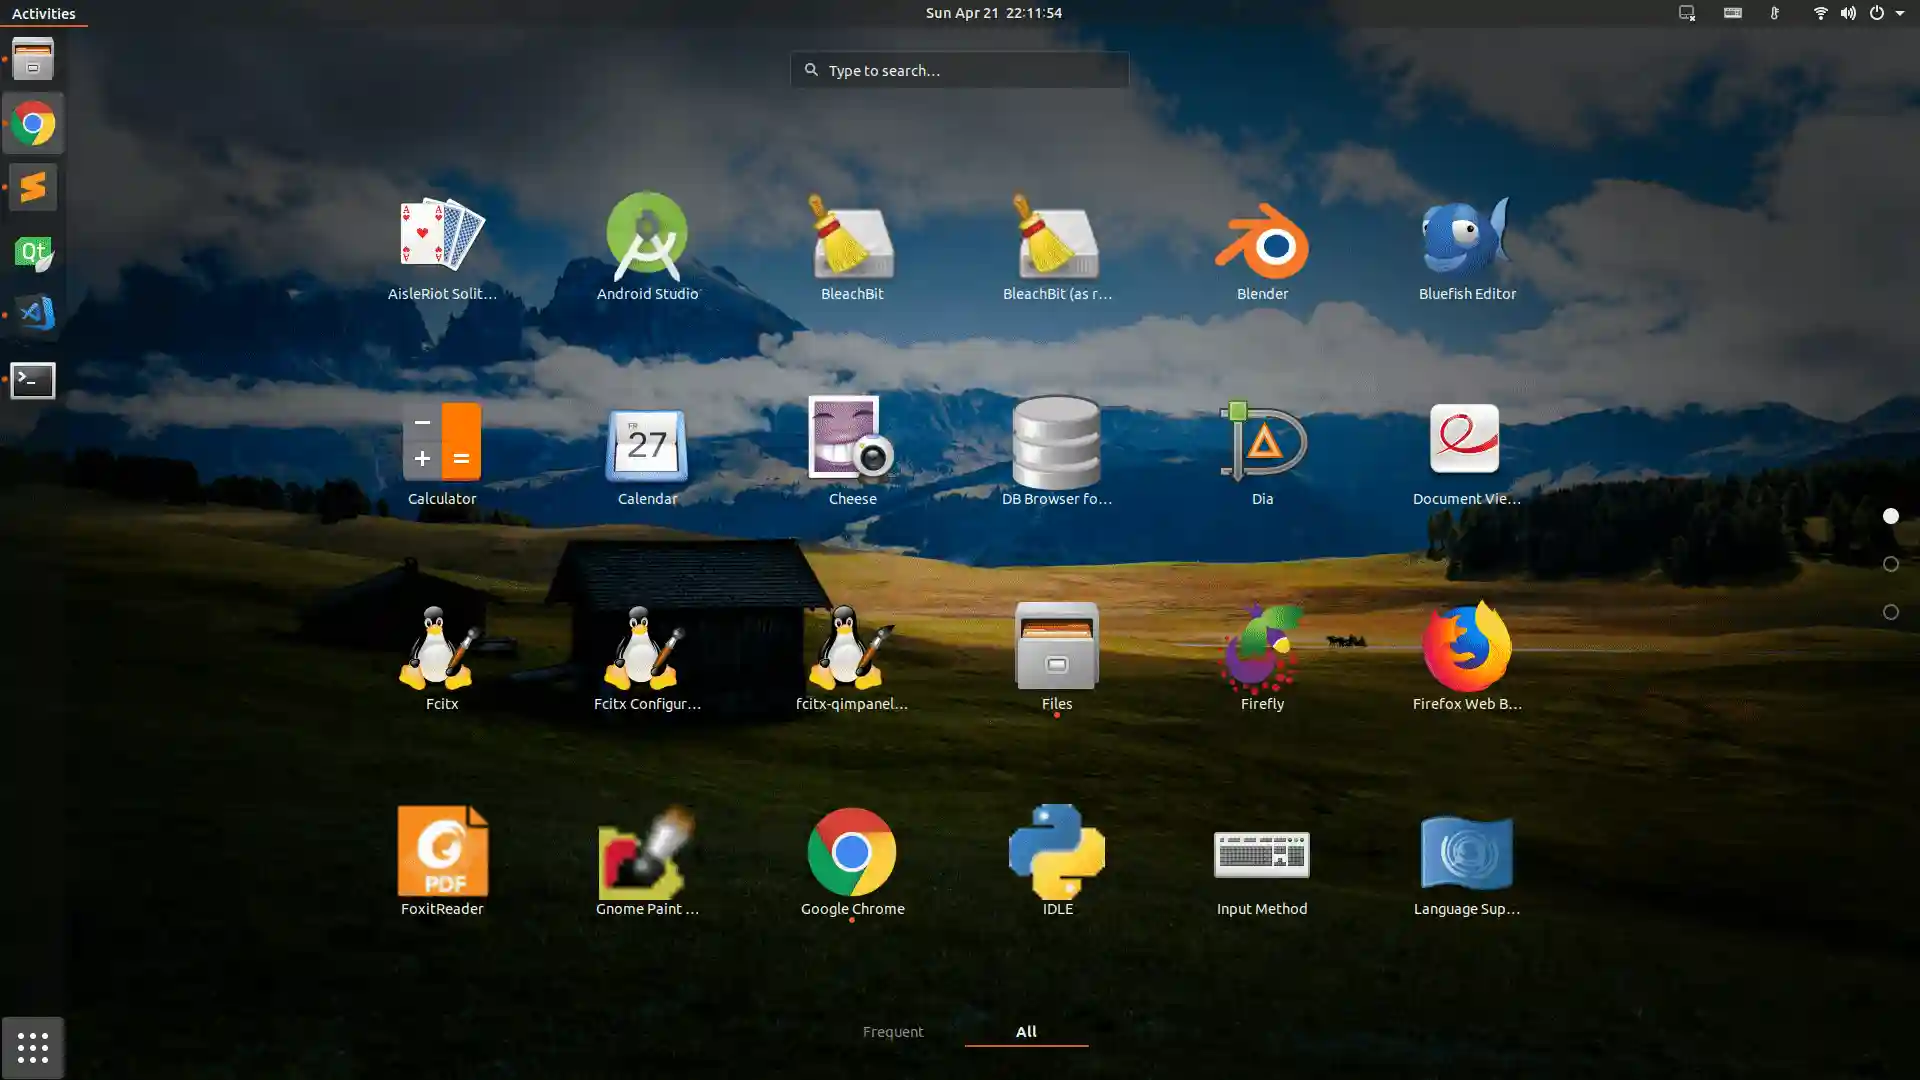 Activities
Sun Apr 21 22:11:54
Type to search...
AisleRiot Solit...
Android Studio
BleachBit
BleachBit (as r...
Blender
Bluefish Editor
Calculator
FRI
27
Calendar
Cheese
DB Browser fo...
Dia
Document Vie...
Fcitx
Fcitx Configur...
fcitx-qimpanel...
Files
Firefly
Firefox Web B...
PDF
FoxitReader
Gnome Paint ...
Google Chrome
IDLE
Input Method
Language Sup...
Qt
Frequent
All